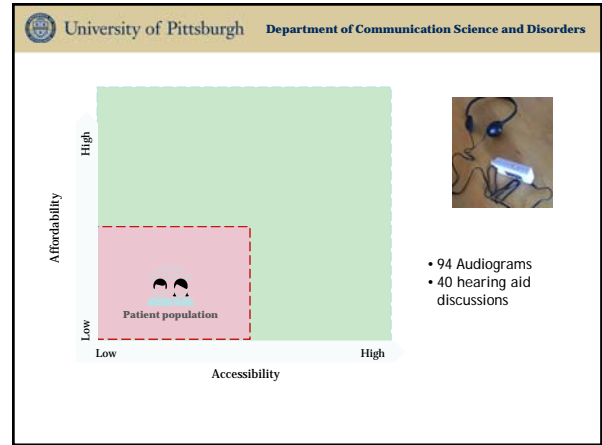 University of Pittsburgh
Department of Communication Science and Disorders
High
Affordability
Low
Patient population
Low
High
Accessibility
• 94 Audiograms
• 40 hearing aid
discussions